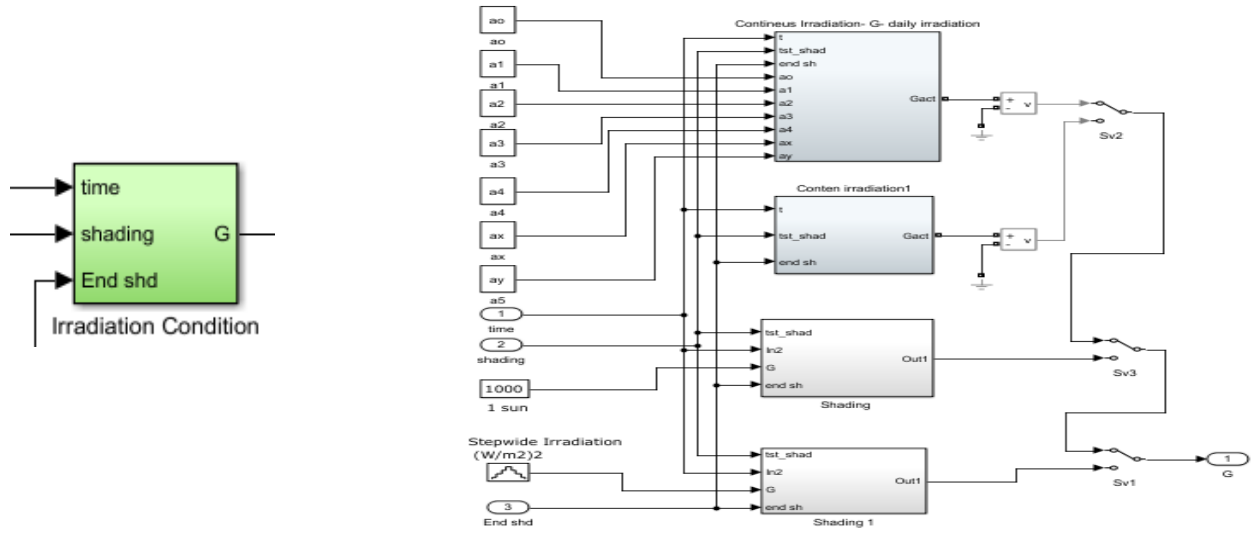 time
shading
G
End shd
Irradiation Condition
ao
ao
a1
a1
a2
a2
a3
a3
a4
a4
ax
ax
ay
a5
1
time
2
shading
1000
1 sun
Stepwide Irradiation
(W/m2)2
3
End shd
Contineus Irradiation- G- daily irradiation
t
tst_shad
end sh
ao
a1
a2
a3
a4
ax
ay
Gact
+
-
v
Sv2
Conten irradiation1
t
tst_shad
end sh
Gact
+
-
v
tst_shad
In2
G
end sh
Out1
Shading
Sv3
tst_shad
In2
G
end sh
Out1
Shading 1
Sv1
1
G